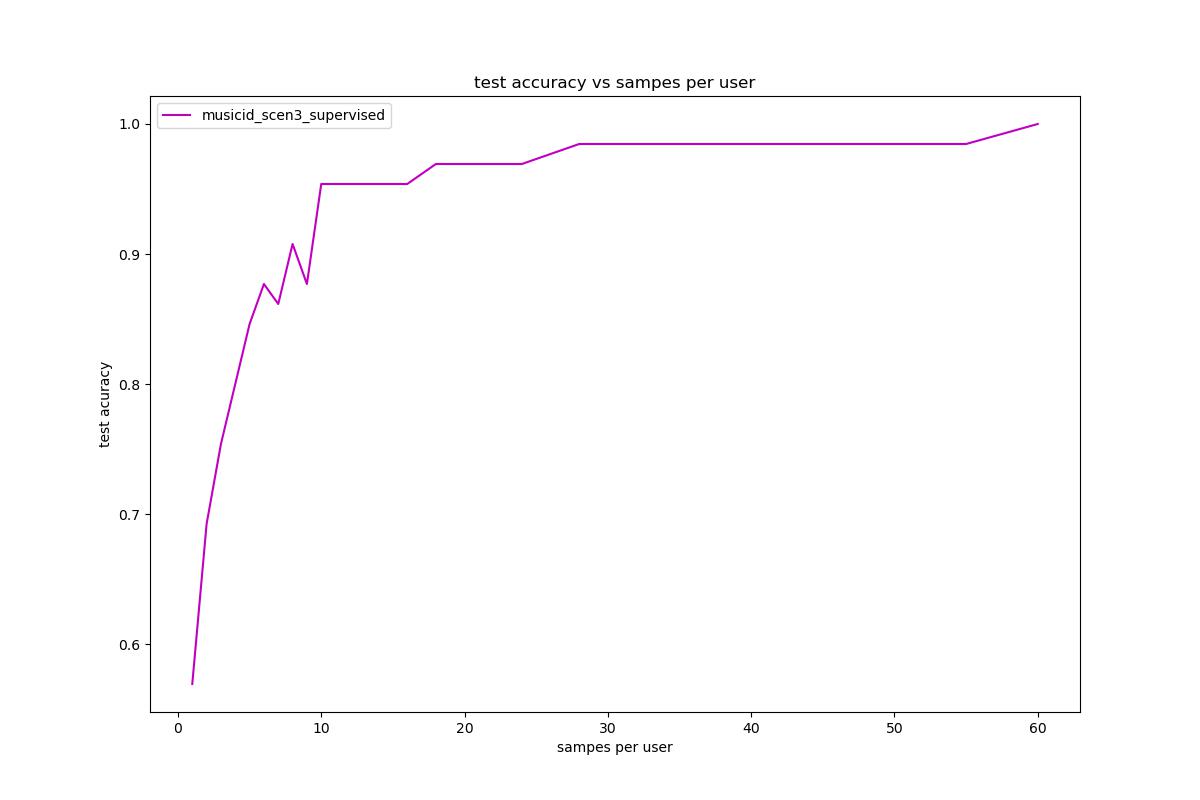 test accuracy vs sampes per user
musicid_scen3_supervised
1.0
0.9
0.8
0.7
0.6
test acuracy
0 10 20 30 40 50 60
sampes per user